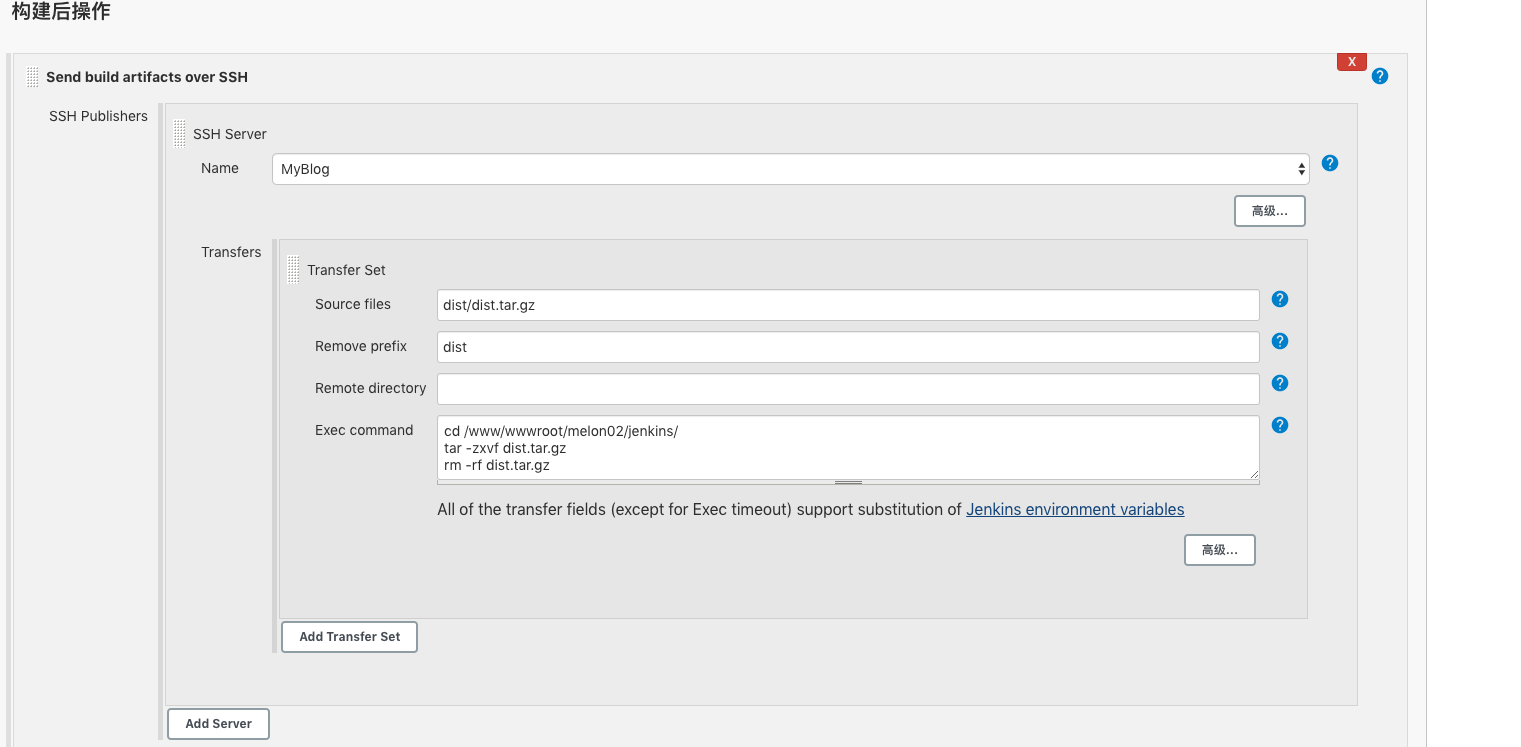 构建后操作
X
Send build artifacts over SSH
?
SSH Publishers
SSH Server
Name
MyBlog
?
高级...
Transfers
Transfer Set
Source files
dist/dist.tar.gz
?
Remove prefix
dist
?
Remote directory
?
Exec command
cd /www/wwwroot/melon02/jenkins/
tar -zxvf dist.tar.gz
rm -rf dist.tar.gz
?
All of the transfer fields (except for Exec timeout) support substitution of Jenkins environment variables
高级...
Add Transfer Set
Add Server